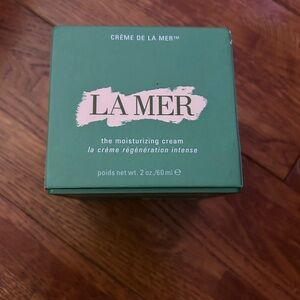 CRÈME DE LA MER™
LA MER
the moisturizing cream
la crème régénération intense
poids net wt. 2 oz./60 ml ℮